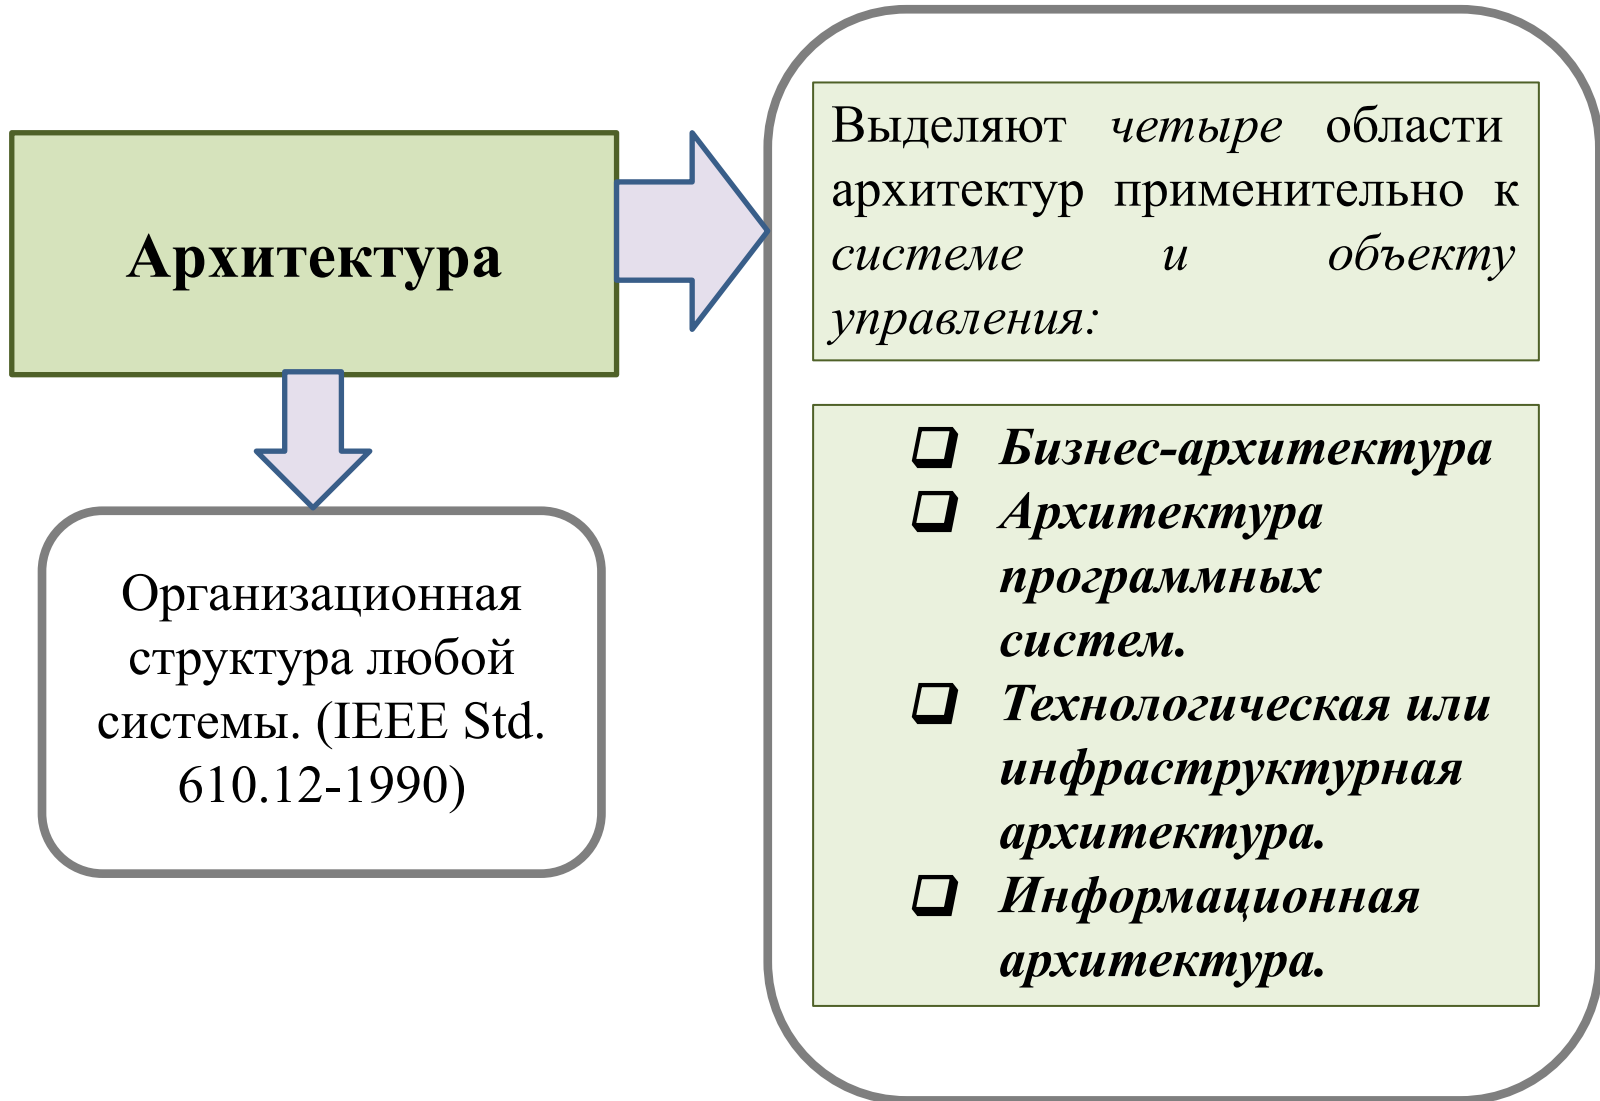 Архитектура
Организационная
структура любой
системы. (IEEE Std.
610.12-1990)
Выделяют четыре области
архитектур применительно к
системе и объекту
управления:
❑ Бизнес-архитектура
❑ Архитектура
программных
систем.
❑ Технологическая или
инфраструктурная
архитектура.
❑ Информационная
архитектура.